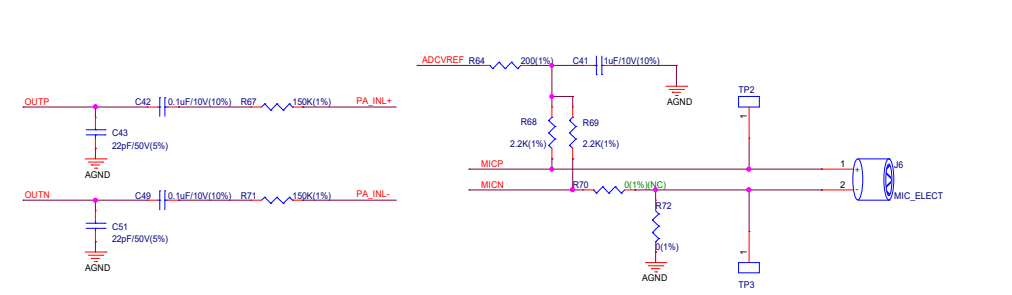 ADCVREF R64 200(1%) C41 1uF/10V(10%)
AGND
OUTP C42 0.1uF/10V(10%) R67 150K(1%) PA_INL+
C43
22pF/50V(5%)
AGND
OUTN C49 0.1uF/10V(10%) R71 150K(1%) PA_INL-
C51
22pF/50V(5%)
AGND
R68 R69
2.2K(1%) 2.2K(1%)
TP2
1
MICP 1 J6
+
MICN R70 0(1%)(NC) 2
-
MIC_ELECT
R72
0(1%)
AGND
1
TP3